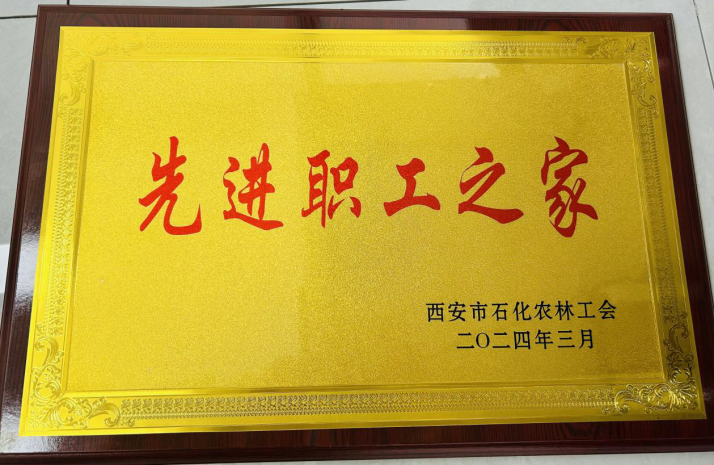 先进职工之家
西安市石化农林工会
二〇二四年三月